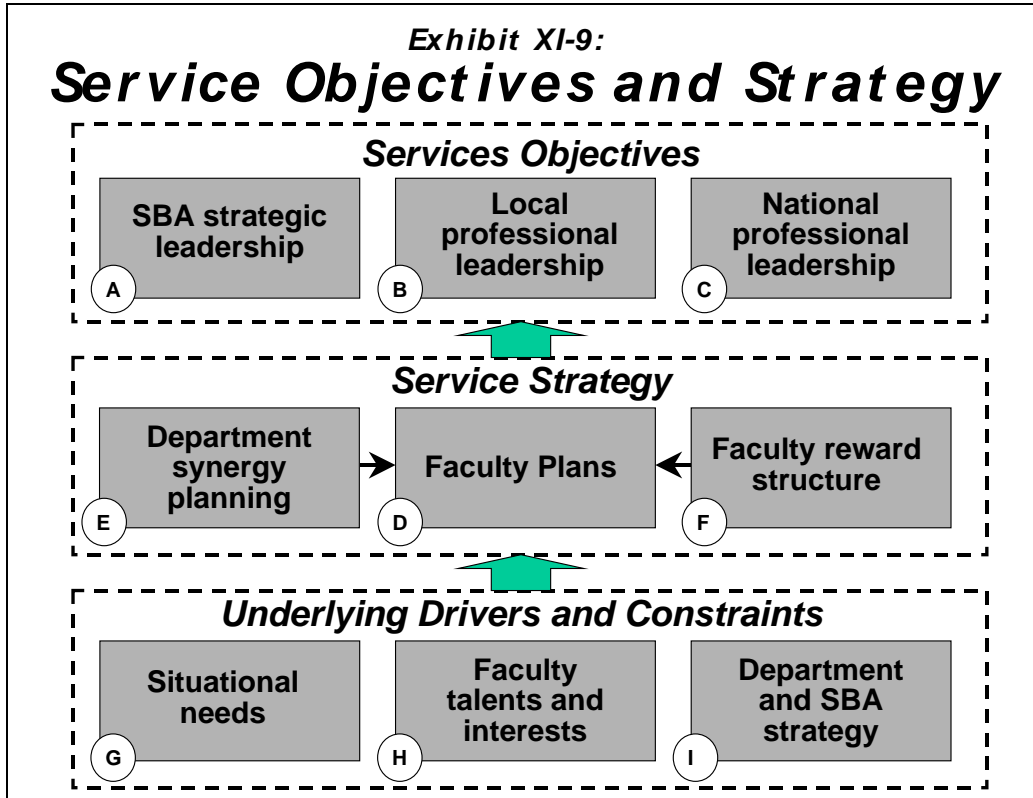 Exhibit XI-9:
Service Objectives and Strategy
Services Objectives
SBA strategic
leadership
A
Local
professional
leadership
B
National
professional
leadership
C
Service Strategy
Department
synergy
planning
E
Faculty Plans
D
Faculty reward
structure
F
Underlying Drivers and Constraints
Situational
needs
G
Faculty
talents and
interests
H
Department
and SBA
strategy
I